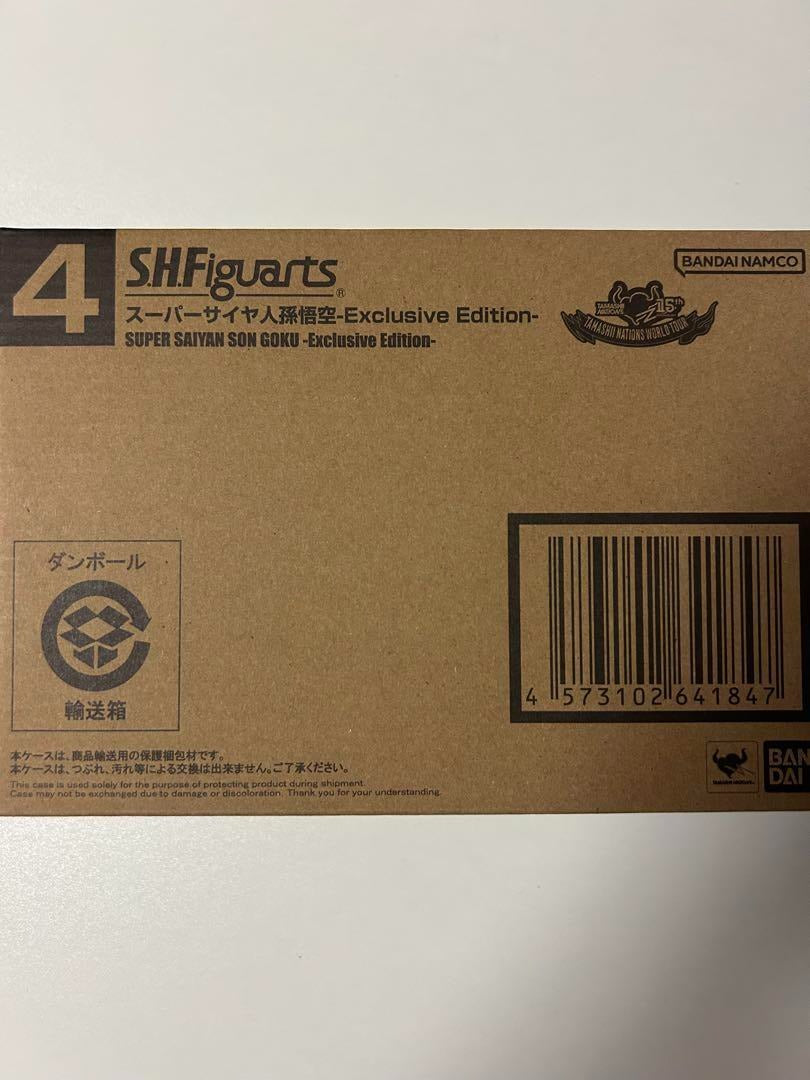 4
S.H.Figuarts®
スーパーサイヤ人孫悟空-Exclusive Edition-
SUPER SAIYAN SON GOKU -Exclusive Edition-
BANDAI NAMCO
TAMASHII NATIONS 15th
TAMASHII NATIONS WORLD TOUR
ダンボール
輸送箱
4 573102 641847
本ケースは、商品輸送用の保護梱包材です。
本ケースは、つぶれ、汚れ等による交換は出来ません。ご了承ください。
This case is used solely for the purpose of protecting product during shipment.
Case may not be exchanged due to damage or discoloration. Thank you for your understanding.
TAMASHII NATIONS
BAN
DAI